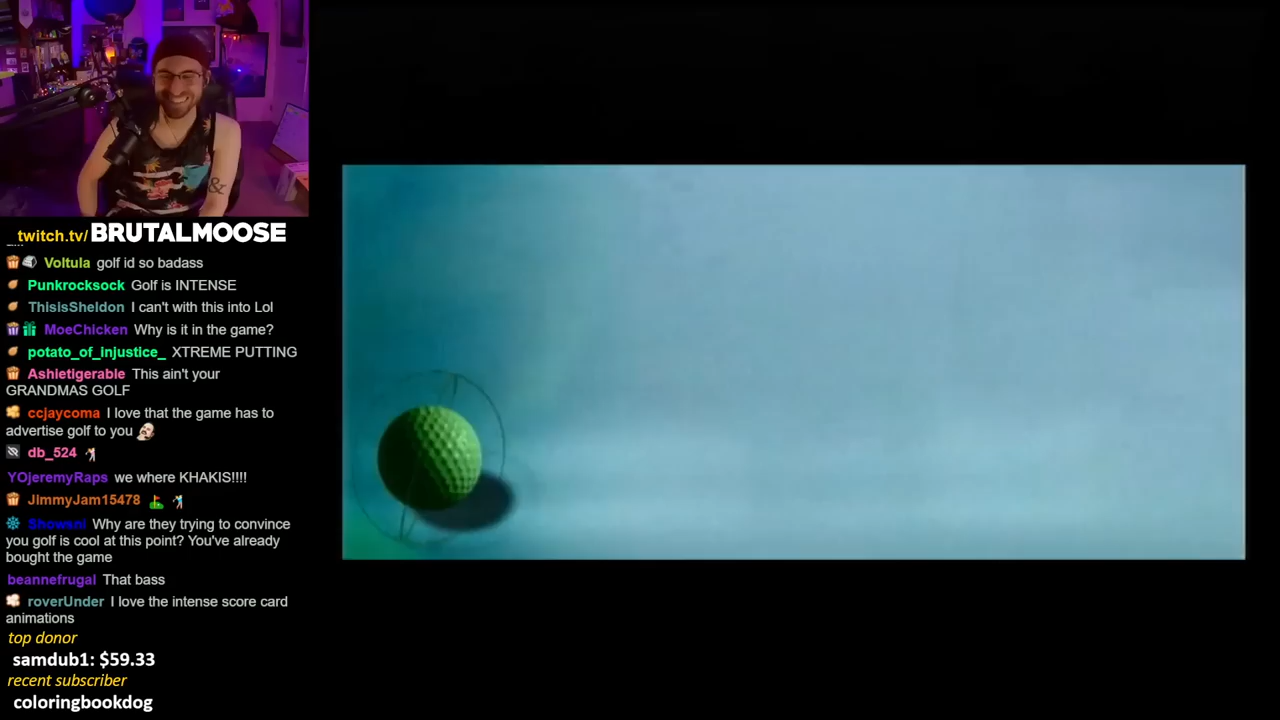 twitch.tv/BRUTALMOOSE
Voltula golf id so badass
Punkrocksock Golf is INTENSE
ThisisSheldon I can't with this into Lol
MoeChicken Why is it in the game?
potato_of_injustice_ XTREME PUTTING
Ashietigerable This ain't your
GRANDMAS GOLF
ccjaycoma I love that the game has to
advertise golf to you
db_524
YOjeremyRaps we where KHAKIS!!!!
JimmyJam15478
Showsni Why are they trying to convince
you golf is cool at this point? You've already
bought the game
beannefrugal That bass
roverUnder I love the intense score card
animations
top donor
samdub1: $59.33
recent subscriber
coloringbookdog
&